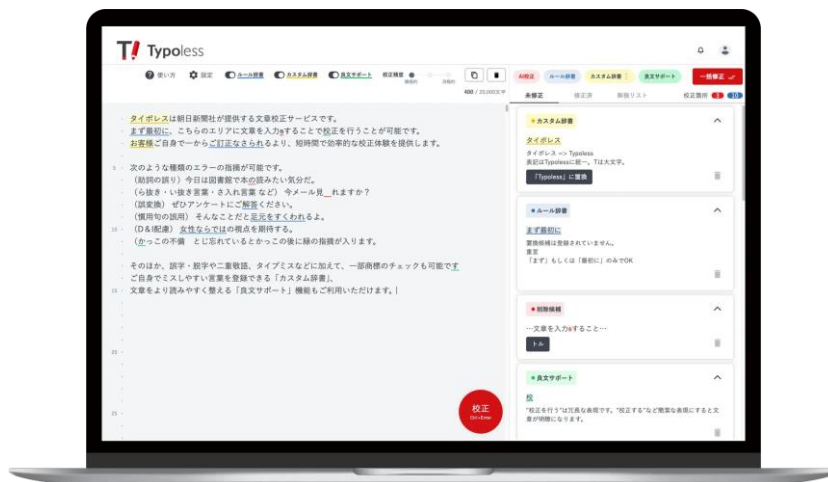 Typoless
使い方 設定 ルール辞書 カスタム辞書 良文サポート 校正精度
400 / 20,000文字
タイポレスは朝日新聞社が提供する文章校正サービスです。
まず最初に、こちらのエリアに文章を入力sすることで校正を行うことが可能です。
お客様ご自身で一からご訂正なされるより、短時間で効率的な校正体験を提供します。
5 次のような種類のエラーの指摘が可能です。
(助詞の誤り)今日は図書館で本の読みたい気分だ。
(ら抜き・い抜き言葉・さ入れ言葉 など) 今メール見_れますか?
(誤変換) ぜひアンケートにご解答ください。
(慣用句の誤用) そんなことだと足元をすくわれるよ。
10 (D&I配慮) 女性ならではの視点を期待する。
(かっこの不備 とじ忘れているとかっこの後に緑の指摘が入ります。
そのほか、誤字・脱字や二重敬語、タイプミスなどに加えて、一部商標のチェックも可能です
ご自身でミスしやすい言葉を登録できる「カスタム辞書」、
15 文章をより読みやすく整える「良文サポート」機能もご利用いただけます。
20
25
校正
Ctrl+Enter
AI校正 ルール辞書 カスタム辞書 良文サポート 一括修正
未修正 修正済 無視リスト 校正箇所 3 10
カスタム辞書
タイポレス
タイポレス => Typoless
表記はTypolessに統一。Tは大文字。
「Typoless」に置換
ルール辞書
まず最初に
置換候補は登録されていません。
重言
「まず」もしくは「最初に」のみでOK
削除候補
…文章を入力sすること…
トル
良文サポート
校
"校正を行う"は冗長な表現です。"校正する"など簡潔な表現にすると文
章が明瞭になります。